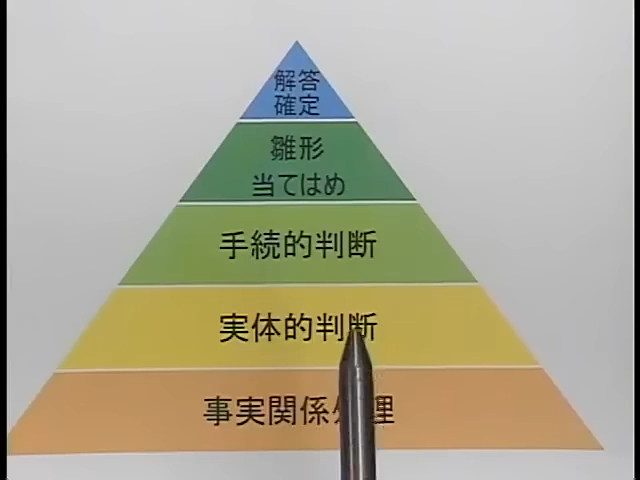 解答
確定
雛形
当てはめ
手続的判断
実体的判断
事実関係処理